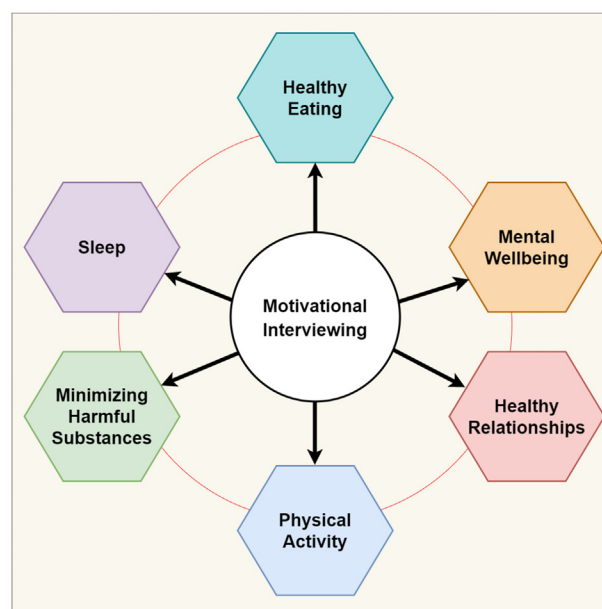 Healthy
Eating
Sleep
Mental
Wellbeing
Motivational
Interviewing
Minimizing
Harmful
Substances
Healthy
Relationships
Physical
Activity